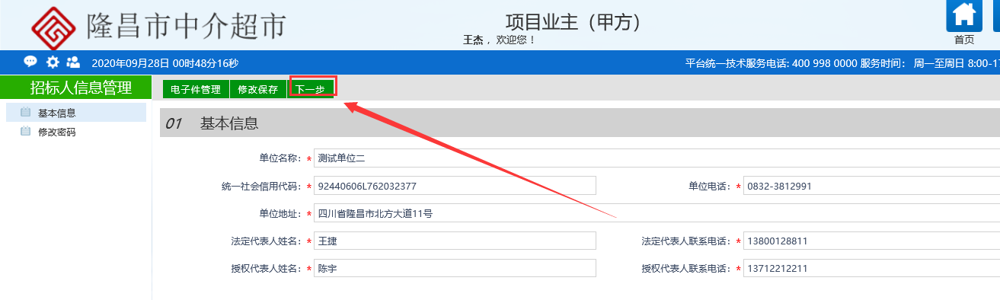 隆昌市中介超市
项目业主（甲方）
王杰 ，欢迎您！
首页
2020年09月28日 00时48分16秒
平台统一技术服务电话: 400 998 0000 服务时间： 周一至周日 8:00-1
招标人信息管理
电子件管理 修改保存 下一步
基本信息
修改密码
01 基本信息
单位名称：* 测试单位二
统一社会信用代码：* 92440606L762032377 单位电话：* 0832-3812991
单位地址：* 四川省隆昌市北方大道11号
法定代表人姓名：* 王捷 法定代表人联系电话：* 13800128811
授权代表人姓名：* 陈宇 授权代表人联系电话：* 13712212211